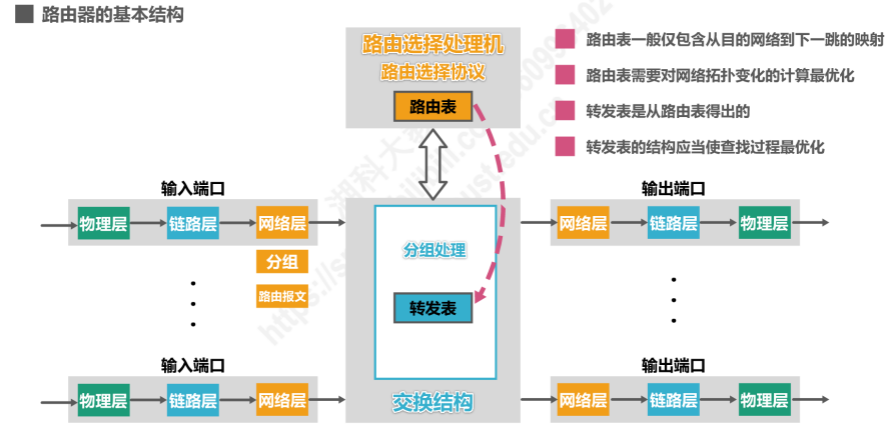 路由器的基本结构
路由选择处理机
路由选择协议
路由表
路由表一般仅包含从目的网络到下一跳的映射
路由表需要对网络拓扑变化的计算最优化
转发表是从路由表得出的
转发表的结构应当使查找过程最优化
输入端口
物理层 链路层 网络层
分组
路由报文
输入端口
物理层 链路层 网络层
分组处理
转发表
交换结构
输出端口
网络层 链路层 物理层
输出端口
网络层 链路层 物理层